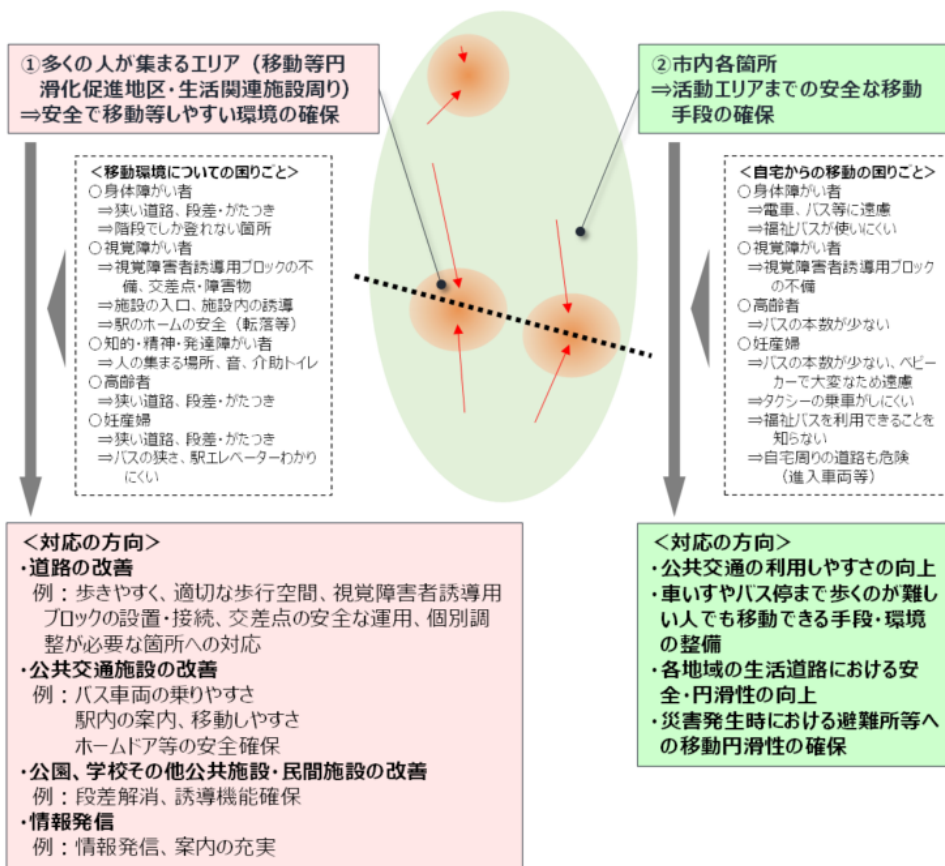 ①多くの人が集まるエリア（移動等円
滑化促進地区・生活関連施設周り）
⇒安全で移動等しやすい環境の確保
＜移動環境についての困りごと＞
○身体障がい者
⇒狭い道路、段差・がたつき
⇒階段でしか登れない箇所
○視覚障がい者
⇒視覚障害者誘導用ブロックの不
備、交差点・障害物
⇒施設の入口、施設内の誘導
⇒駅のホームの安全（転落等）
○知的・精神・発達障がい者
⇒人の集まる場所、音、介助トイレ
○高齢者
⇒狭い道路、段差・がたつき
○妊産婦
⇒狭い道路、段差・がたつき
⇒バスの狭さ、駅エレベーターわかり
にくい
＜対応の方向＞
・道路の改善
例：歩きやすく、適切な歩行空間、視覚障害者誘導用
ブロックの設置・接続、交差点の安全な運用、個別調
整が必要な箇所への対応
・公共交通施設の改善
例：バス車両の乗りやすさ
駅内の案内、移動しやすさ
ホームドア等の安全確保
・公園、学校その他公共施設・民間施設の改善
例：段差解消、誘導機能確保
・情報発信
例：情報発信、案内の充実
②市内各箇所
⇒活動エリアまでの安全な移動
手段の確保
＜自宅からの移動の困りごと＞
○身体障がい者
⇒電車、バス等に遠慮
⇒福祉バスが使いにくい
○視覚障がい者
⇒視覚障害者誘導用ブロック
の不備
○高齢者
⇒バスの本数が少ない
○妊産婦
⇒バスの本数が少ない、ベビー
カーで大変なため遠慮
⇒タクシーの乗車がしにくい
⇒福祉バスを利用できることを
知らない
⇒自宅周りの道路も危険
（進入車両等）
＜対応の方向＞
・公共交通の利用しやすさの向上
・車いすやバス停まで歩くのが難し
い人でも移動できる手段・環境
の整備
・各地域の生活道路における安
全・円滑性の向上
・災害発生時における避難所等へ
の移動円滑性の確保